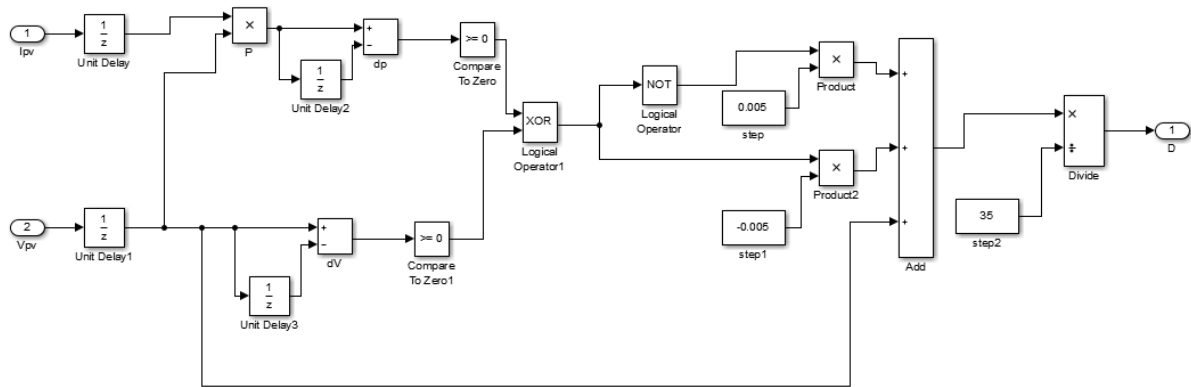 1
Ipv
1
z
Unit Delay
×
P
1
z
Unit Delay2
+
−
dp
>= 0
Compare
To Zero
XOR
Logical
Operator1
NOT
Logical
Operator
0.005
step
×
Product
×
Product2
-0.005
step1
+
+
+
Add
35
step2
×
÷
Divide
1
D
2
Vpv
1
z
Unit Delay1
+
−
dV
1
z
Unit Delay3
>= 0
Compare
To Zero1